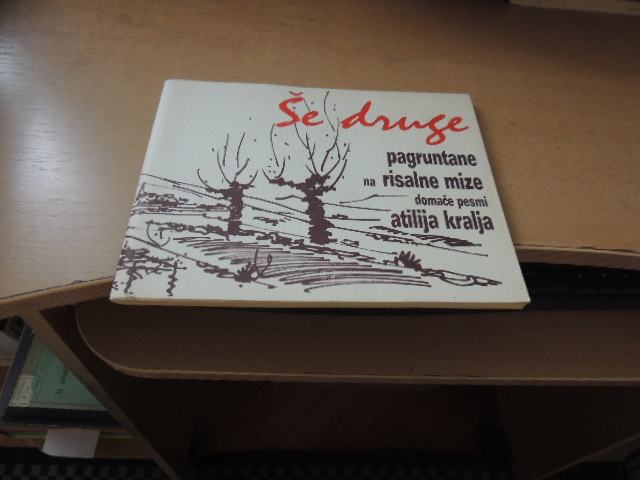 Še druge
pagruntane
na risalne mize
domače pesmi
atilija kralja